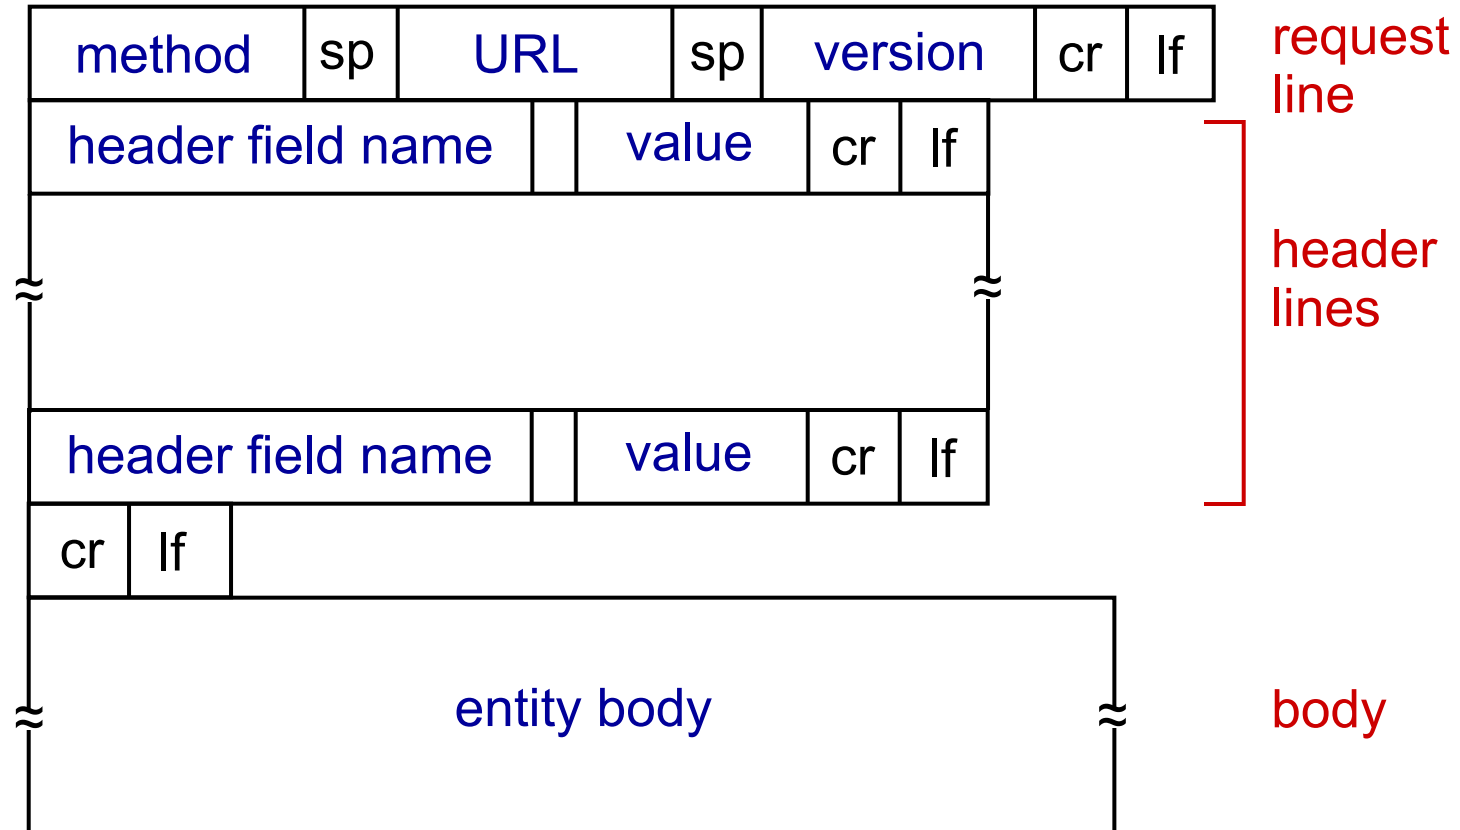 method sp URL sp version cr lf
request
line
header field name value cr lf
header
lines
header field name value cr lf
cr lf
entity body
body